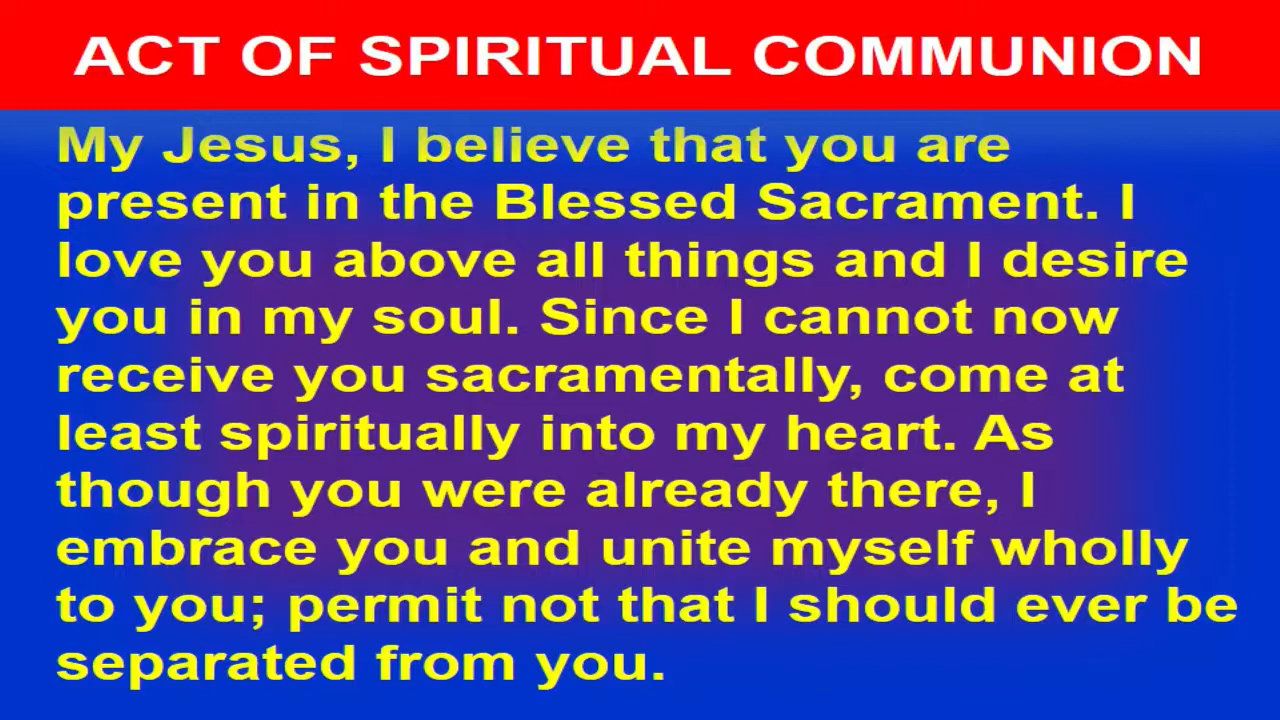 ACT OF SPIRITUAL COMMUNION
My Jesus, I believe that you are
present in the Blessed Sacrament. I
love you above all things and I desire
you in my soul. Since I cannot now
receive you sacramentally, come at
least spiritually into my heart. As
though you were already there, I
embrace you and unite myself wholly
to you; permit not that I should ever be
separated from you.